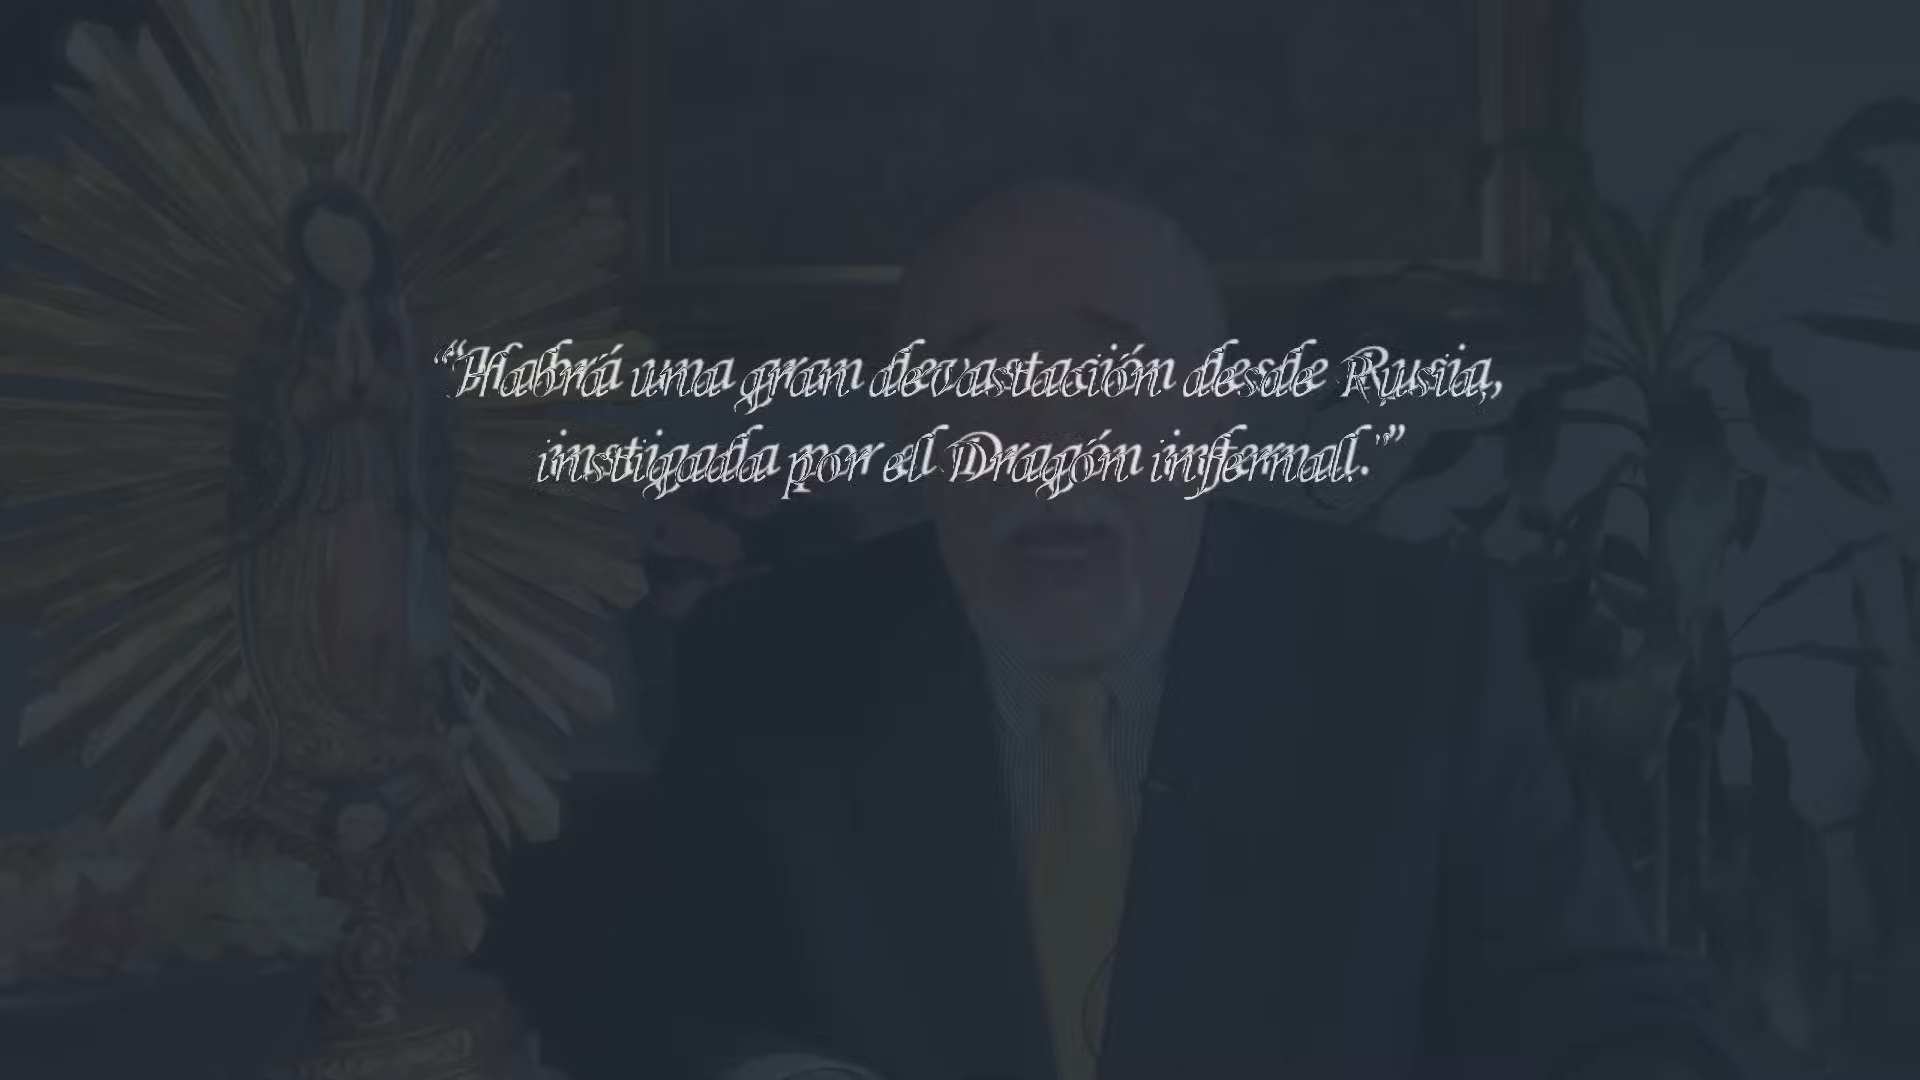 “Habrá una gran devastación desde Rusia,
instigada por el Dragón infernal.”